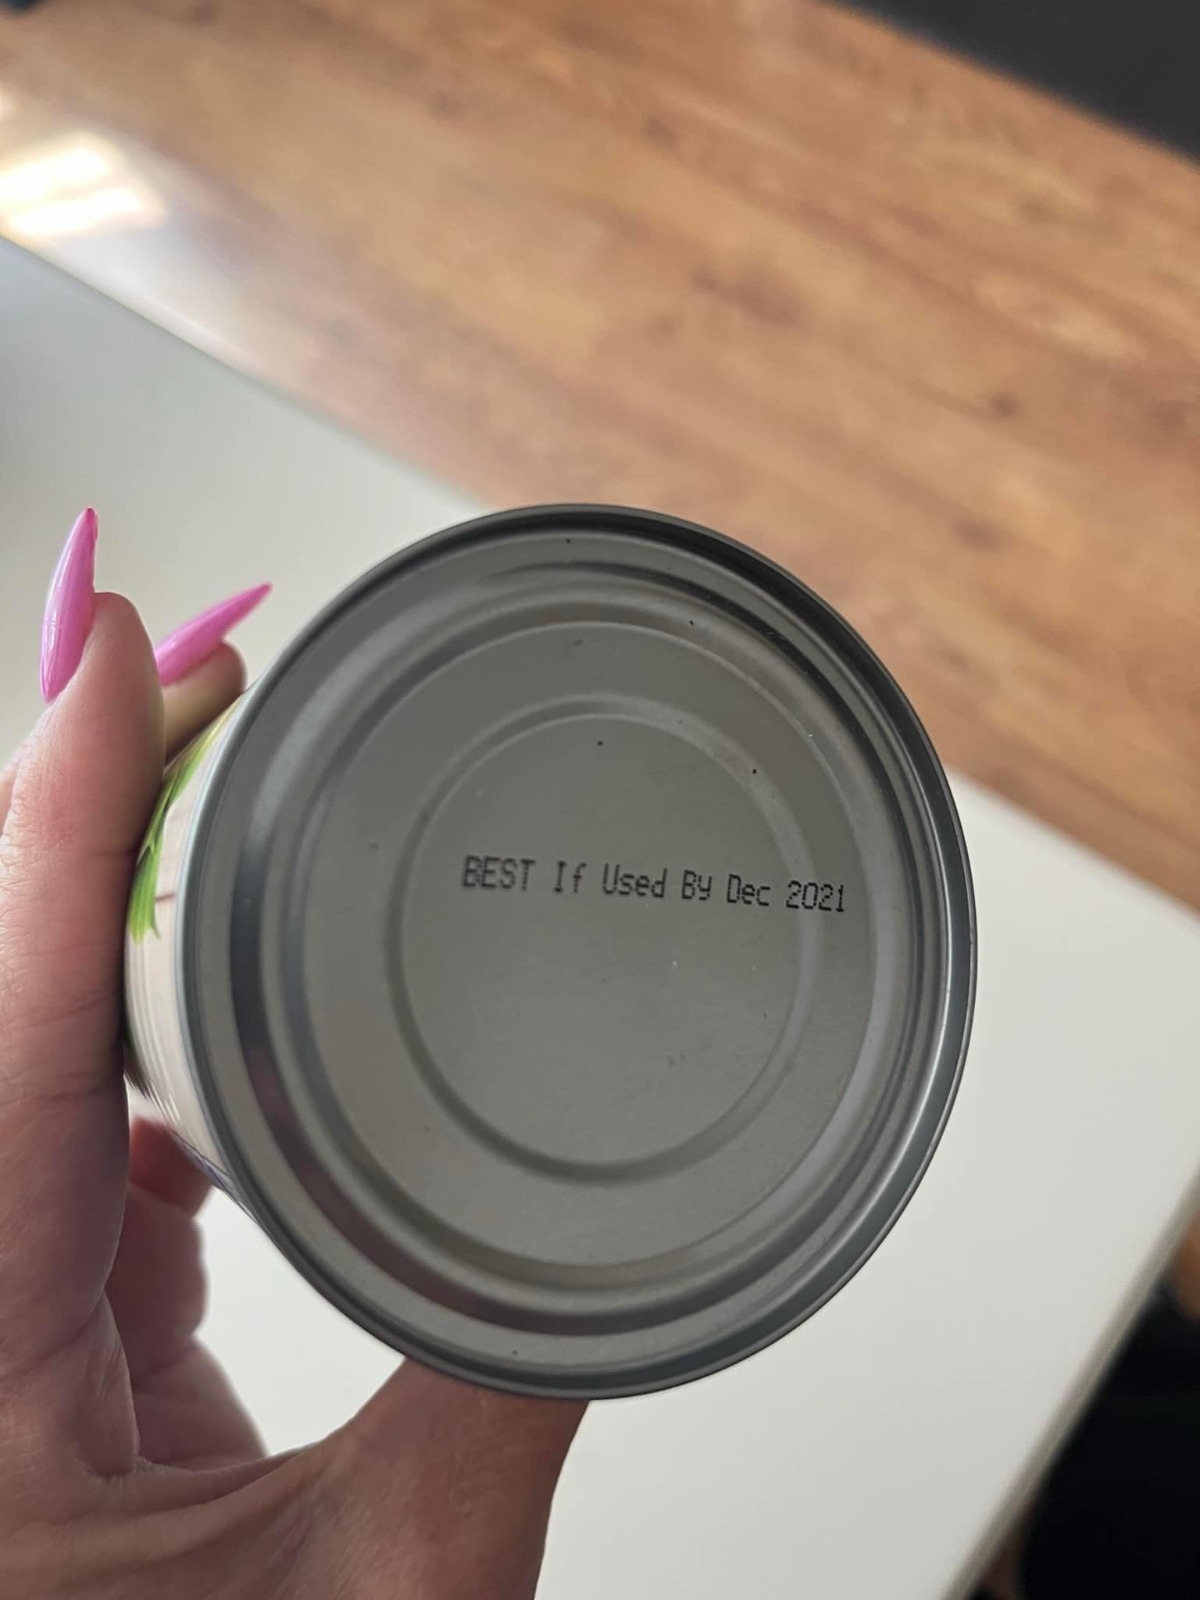 BEST If Used By Dec 2021